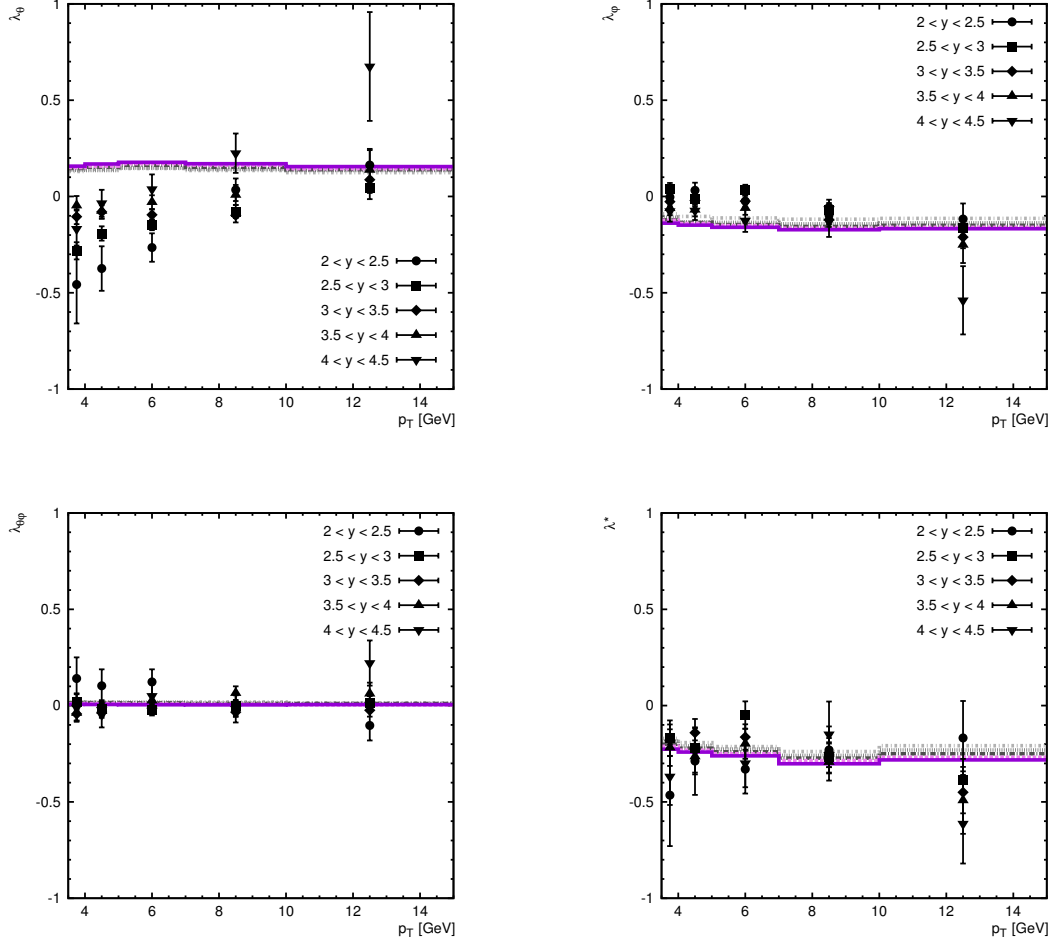 λθ
1
0.5
0
-0.5
-1
2 < y < 2.5
2.5 < y < 3
3 < y < 3.5
3.5 < y < 4
4 < y < 4.5
4 6 8 10 12 14
pT [GeV]
λφ
1
0.5
0
-0.5
-1
2 < y < 2.5
2.5 < y < 3
3 < y < 3.5
3.5 < y < 4
4 < y < 4.5
4 6 8 10 12 14
pT [GeV]
λθφ
1
0.5
0
-0.5
-1
2 < y < 2.5
2.5 < y < 3
3 < y < 3.5
3.5 < y < 4
4 < y < 4.5
4 6 8 10 12 14
pT [GeV]
λ*
1
0.5
0
-0.5
-1
2 < y < 2.5
2.5 < y < 3
3 < y < 3.5
3.5 < y < 4
4 < y < 4.5
4 6 8 10 12 14
pT [GeV]